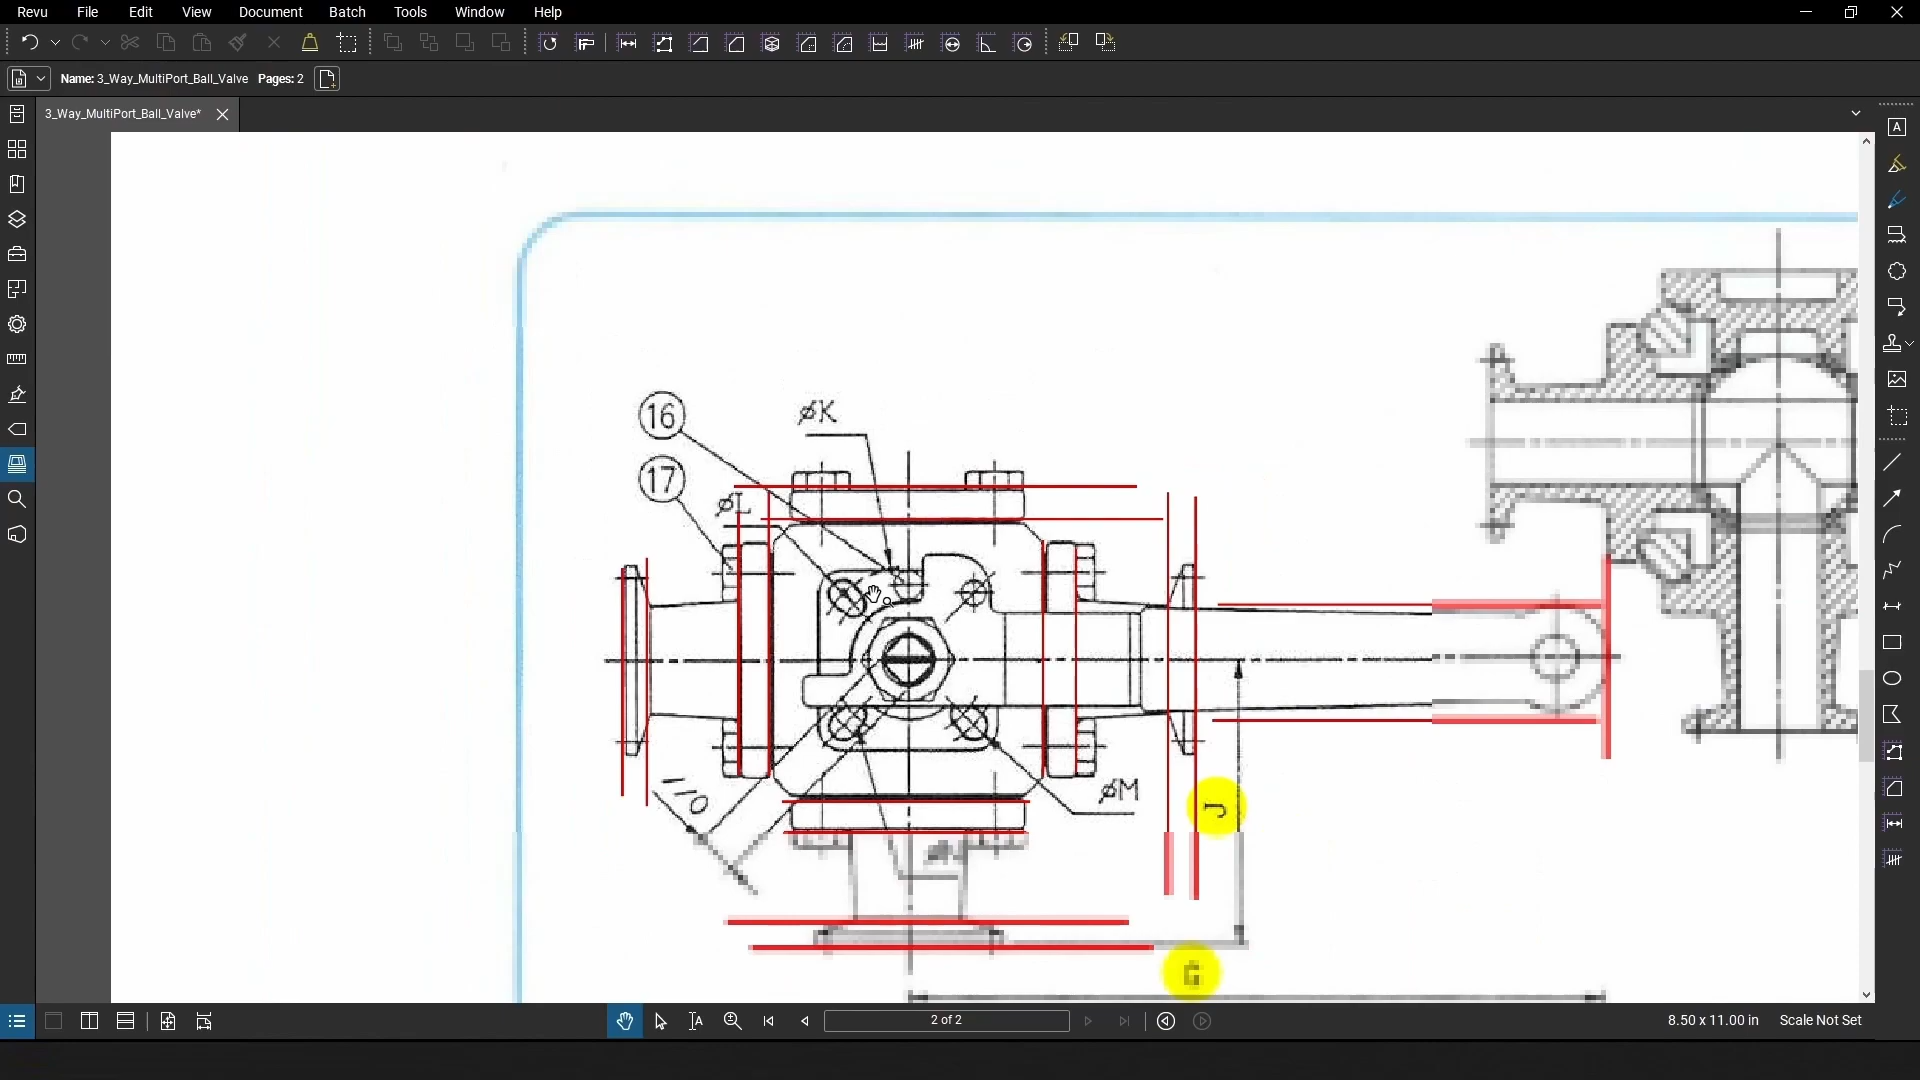 Revu File Edit View Document Batch Tools Window Help
Name: 3_Way_MultiPort_Ball_Valve Pages: 2
3_Way_MultiPort_Ball_Valve*
16
øK
17
øL
I/O
øM
J
G
2 of 2
8.50 x 11.00 in Scale Not Set